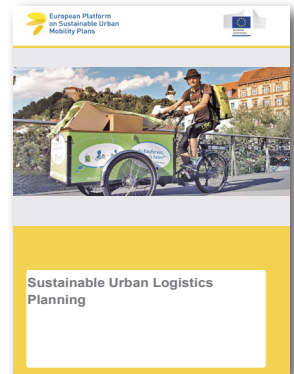 European Platform
on Sustainable Urban
Mobility Plans
Sustainable Urban Logistics
Planning